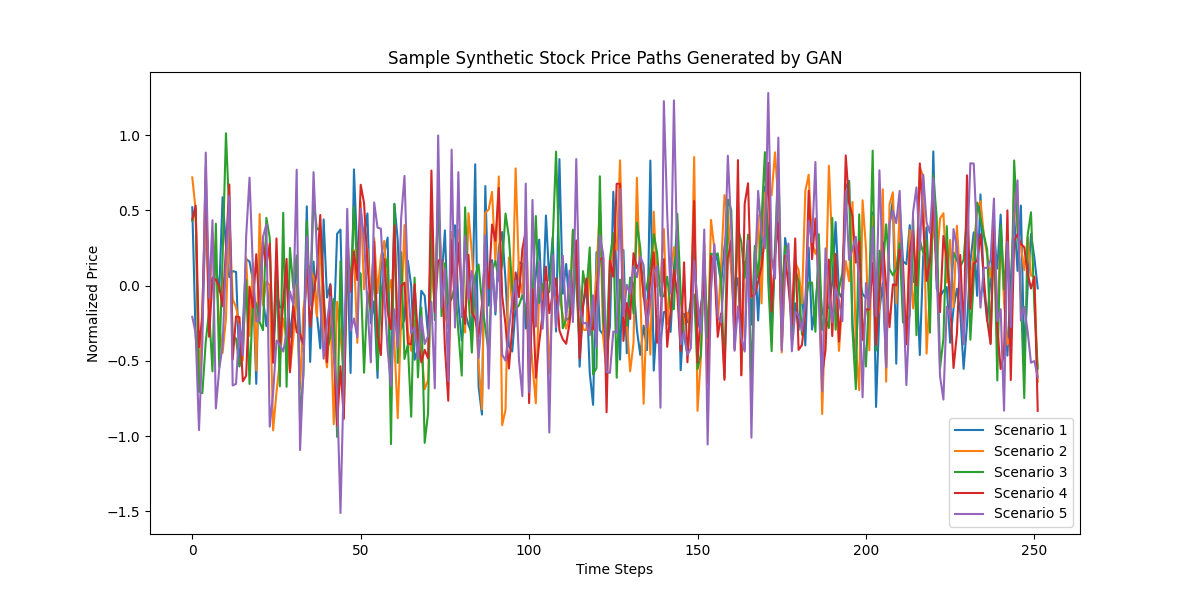 Sample Synthetic Stock Price Paths Generated by GAN
Normalized Price
1.0
0.5
0.0
−0.5
−1.0
−1.5
0 50 100 150 200 250
Time Steps
Scenario 1
Scenario 2
Scenario 3
Scenario 4
Scenario 5